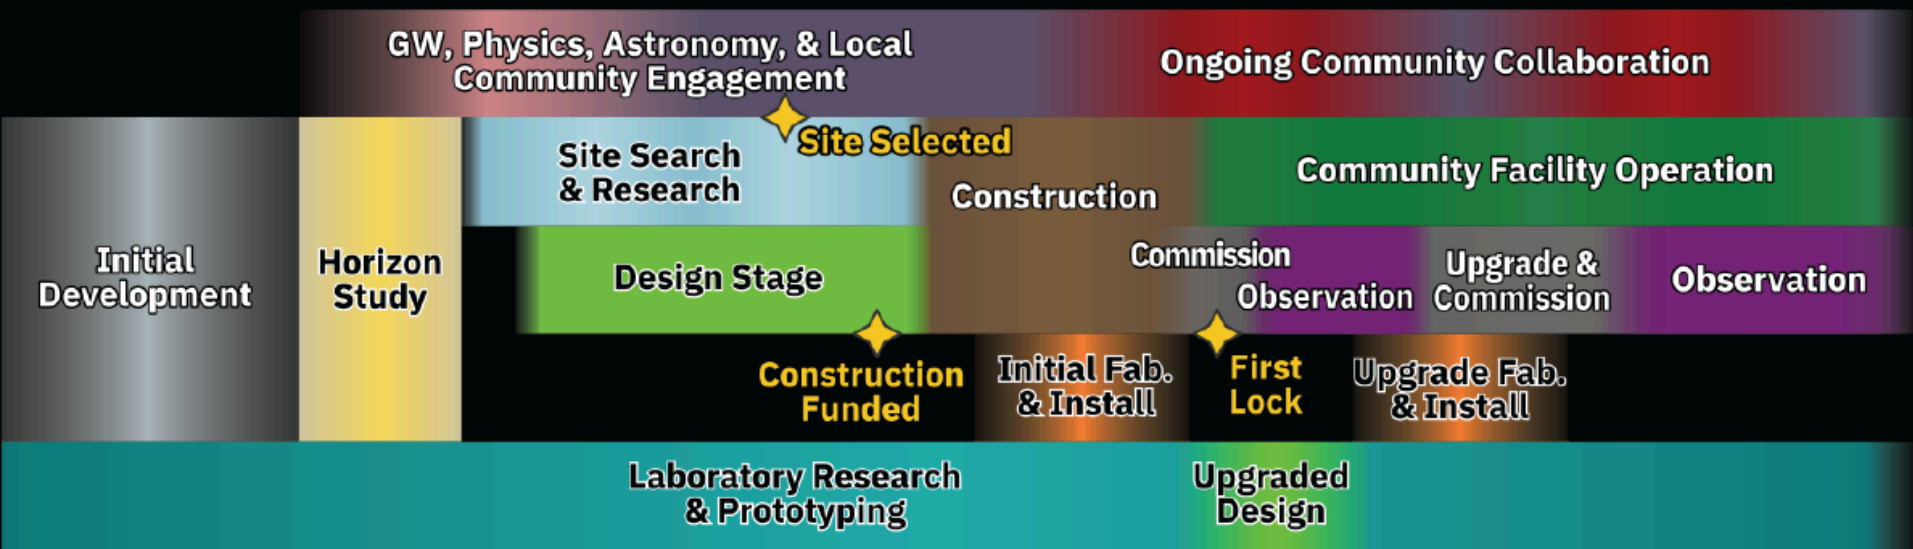 GW, Physics, Astronomy, & Local
Community Engagement
Ongoing Community Collaboration
Site Search
& Research
Site Selected
Construction
Community Facility Operation
Initial
Development
Horizon
Study
Design Stage
Commission
Observation
Upgrade &
Commission
Observation
Construction
Funded
Initial Fab.
& Install
First
Lock
Upgrade Fab.
& Install
Laboratory Research
& Prototyping
Upgraded
Design